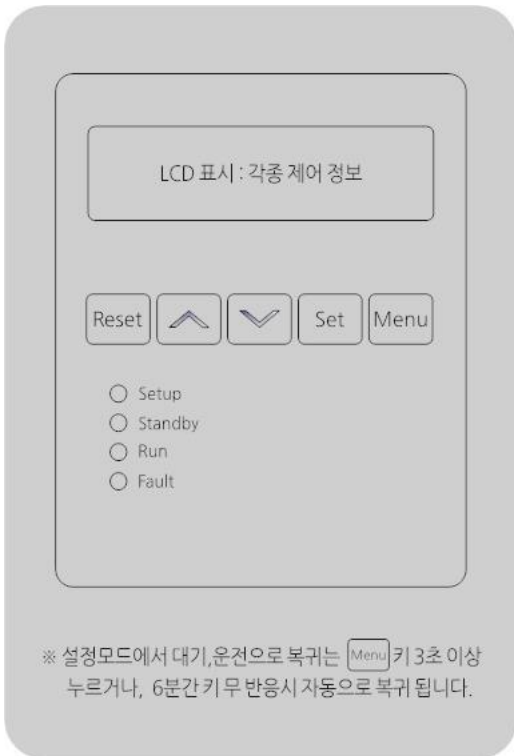 LCD 표시 : 각종 제어 정보
Reset Set Menu
Setup
Standby
Run
Fault
※ 설정모드에서 대기,운전으로 복귀는 Menu 키 3초 이상
누르거나, 6분간 키 무 반응시 자동으로 복귀 됩니다.